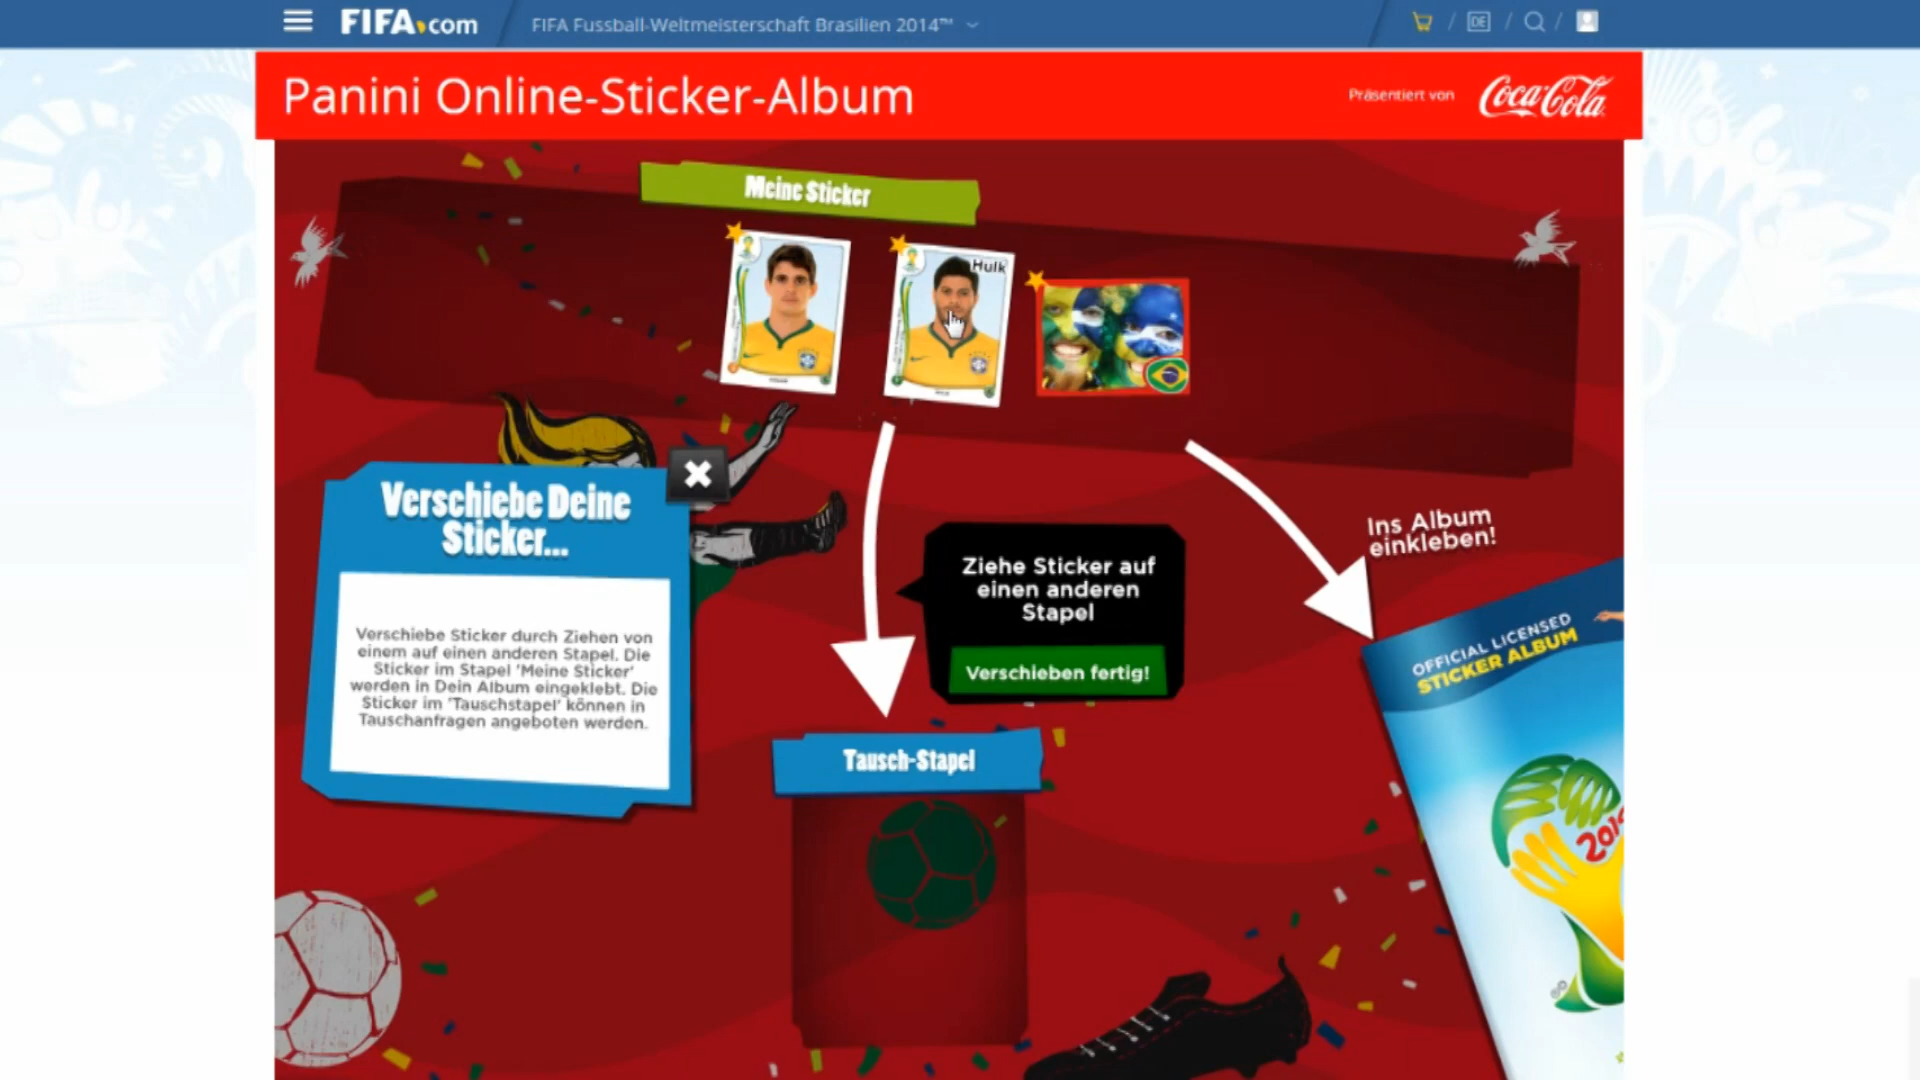 FIFA.com
FIFA Fussball-Weltmeisterschaft Brasilien 2014™
DE
Panini Online-Sticker-Album
Präsentiert von
Coca-Cola
Meine Sticker
Hulk
Verschiebe Deine
Sticker...
Verschiebe Sticker durch Ziehen von
einem auf einen anderen Stapel. Die
Sticker im Stapel 'Meine Sticker'
werden in Dein Album eingeklebt. Die
Sticker im 'Tauschstapel' können in
Tauschanfragen angeboten werden.
Ziehe Sticker auf
einen anderen
Stapel
Verschieben fertig!
Ins Album
einkleben!
Tausch-Stapel
OFFICIAL LICENSED
STICKER ALBUM